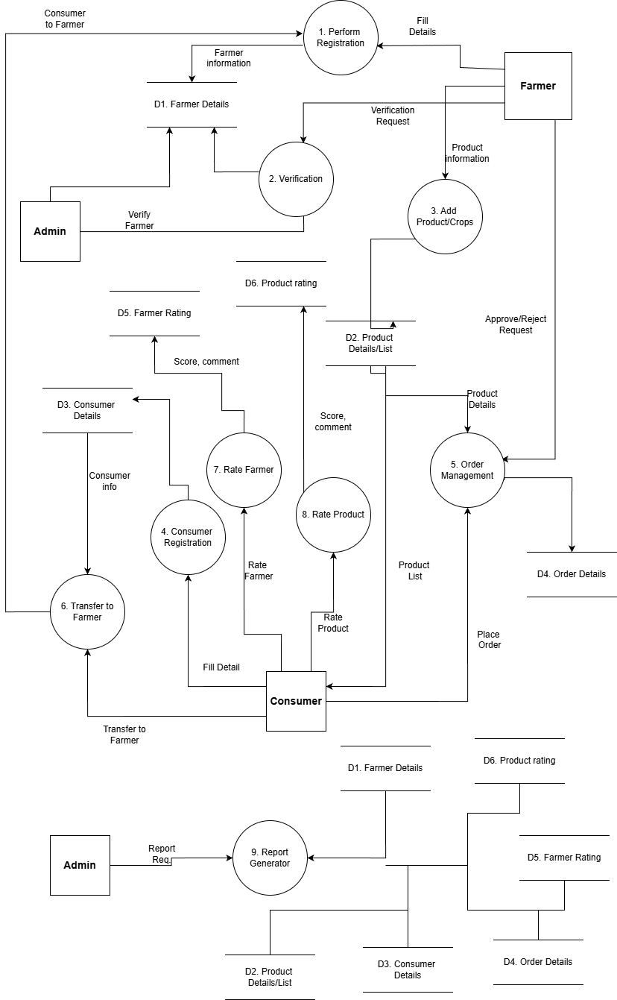 Consumer
to Farmer
1. Perform
Registration
Fill
Details
Farmer
information
Farmer
D1. Farmer Details
Verification
Request
Product
information
2. Verification
3. Add
Product/Crops
Verify
Farmer
Admin
D6. Product rating
D5. Farmer Rating
Approve/Reject
Request
D2. Product
Details/List
Score, comment
D3. Consumer
Details
Product
Details
Score,
comment
Consumer
info
7. Rate Farmer
5. Order
Management
4. Consumer
Registration
8. Rate Product
Rate
Farmer
Product
List
D4. Order Details
6. Transfer to
Farmer
Rate
Product
Place
Order
Fill Detail
Consumer
Transfer to
Farmer
D1. Farmer Details
D6. Product rating
Admin
Report
Req.
9. Report
Generator
D5. Farmer Rating
D2. Product
Details/List
D3. Consumer
Details
D4. Order Details